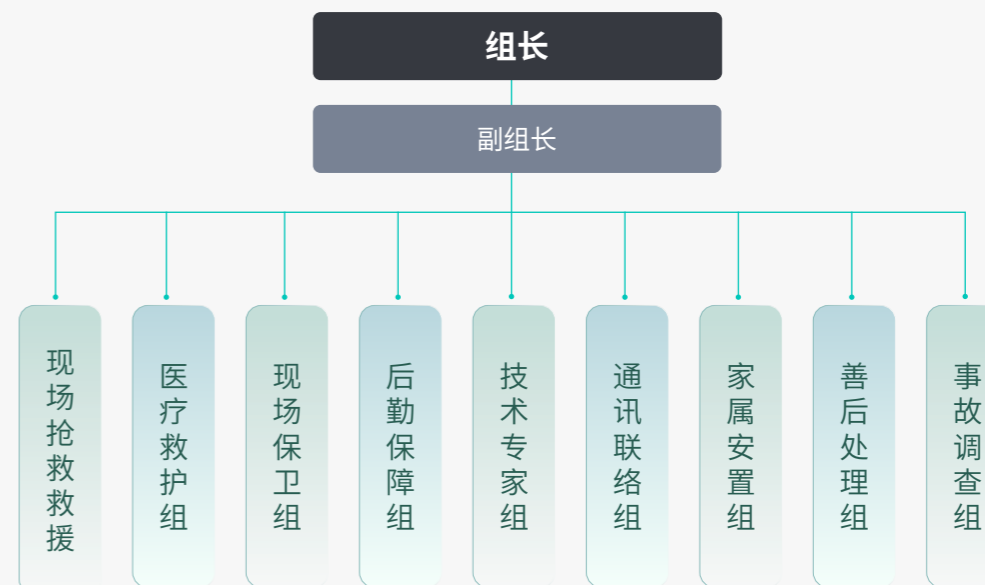 组长
副组长
现场抢救救援
医疗救护组
现场保卫组
后勤保障组
技术专家组
通讯联络组
家属安置组
善后处理组
事故调查组